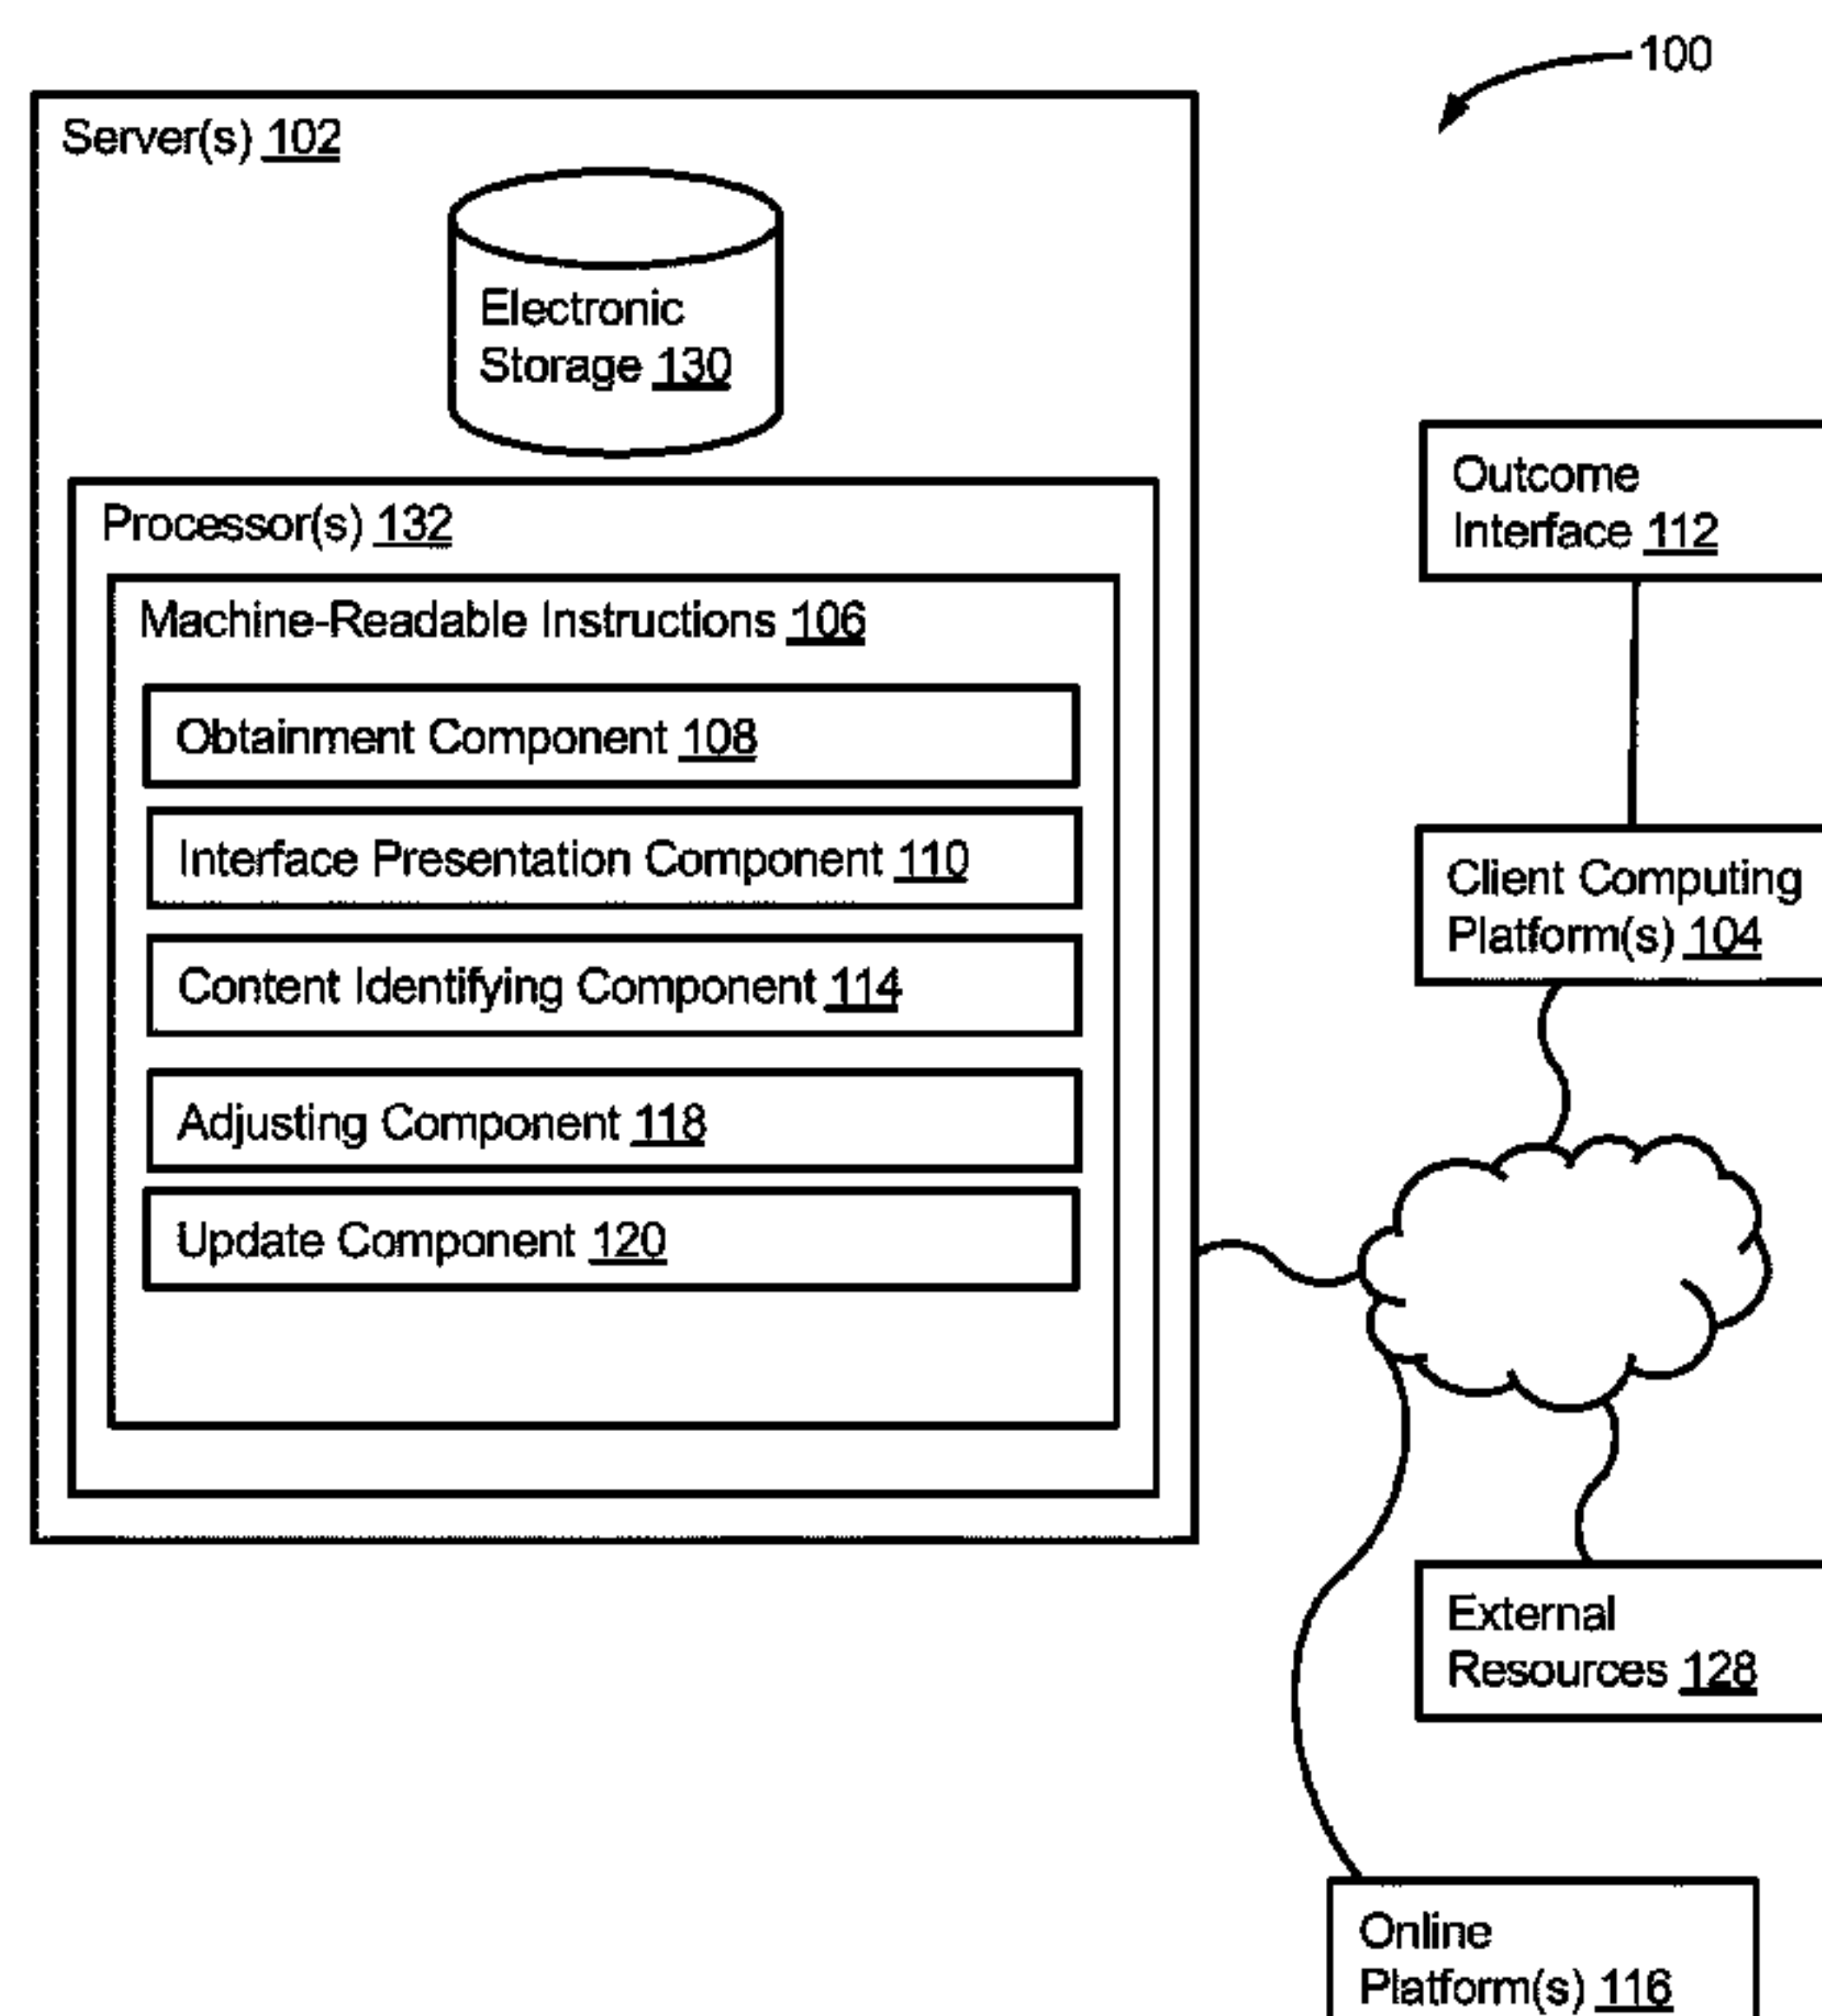 100
Server(s) 102
Electronic
Storage 130
Processor(s) 132
Machine-Readable Instructions 106
Obtainment Component 108
Interface Presentation Component 110
Content Identifying Component 114
Adjusting Component 118
Update Component 120
Outcome
Interface 112
Client Computing
Platform(s) 104
External
Resources 128
Online
Platform(s) 116